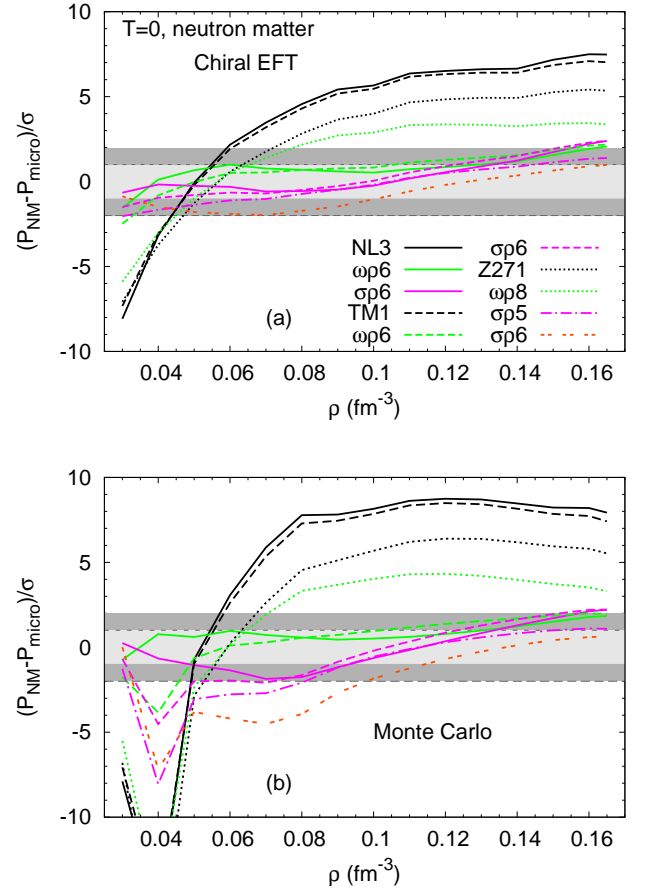 T=0, neutron matter
Chiral EFT
(P_NM-P_micro)/σ
10
5
0
-5
-10
NL3
ωρ6
σρ6
TM1
ωρ6
σρ6
Z271
ωρ8
σρ5
σρ6
(a)
0.04 0.06 0.08 0.1 0.12 0.14 0.16
ρ (fm⁻³)
(P_NM-P_micro)/σ
10
5
0
-5
-10
Monte Carlo
(b)
0.04 0.06 0.08 0.1 0.12 0.14 0.16
ρ (fm⁻³)